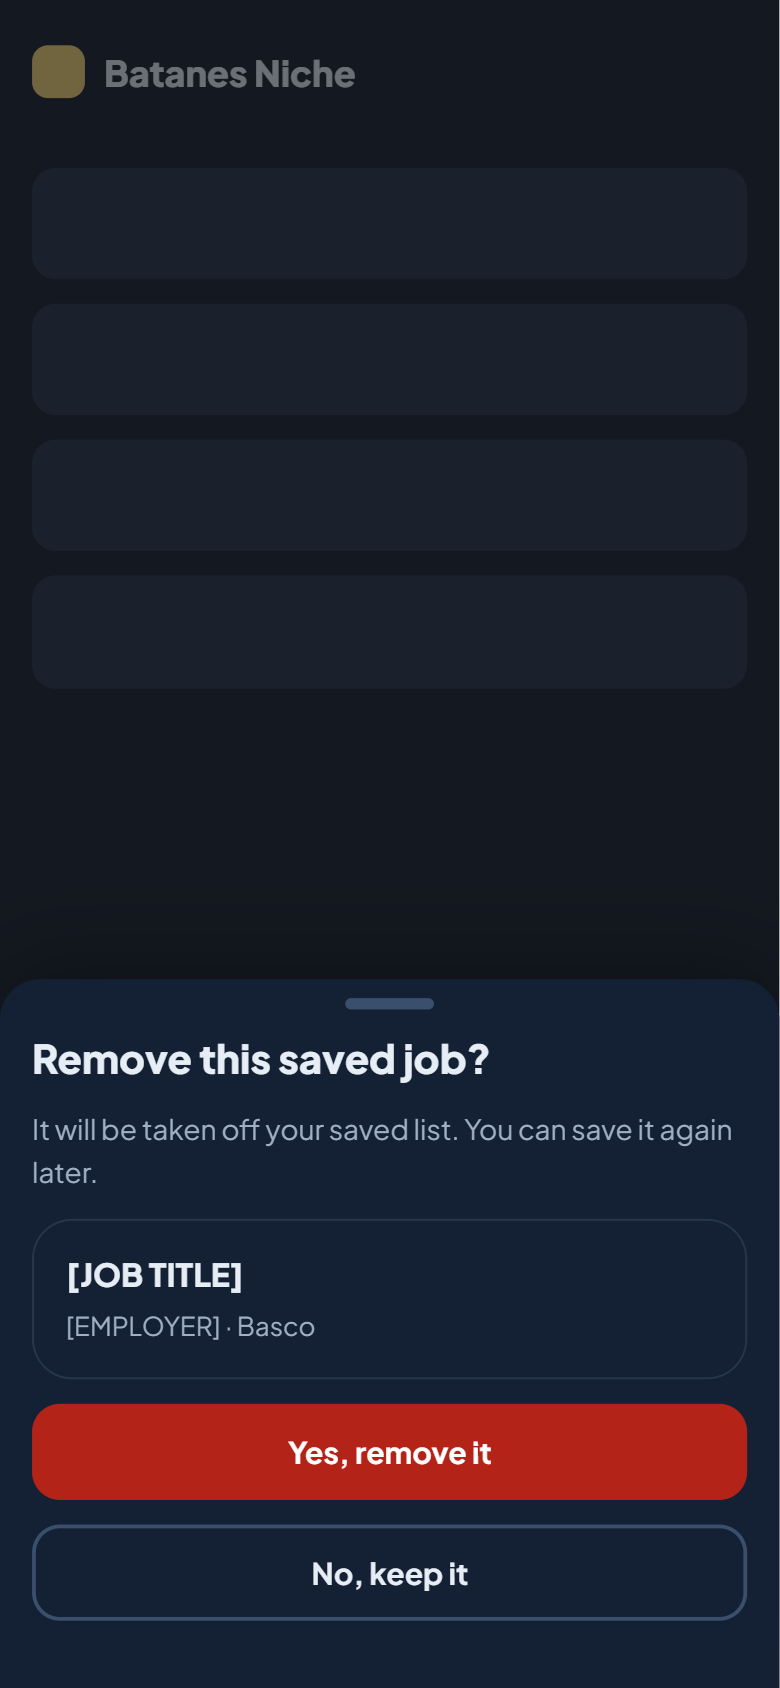 Batanes Niche
Remove this saved job?
It will be taken off your saved list. You can save it again
later.
[JOB TITLE]
[EMPLOYER] · Basco
Yes, remove it
No, keep it